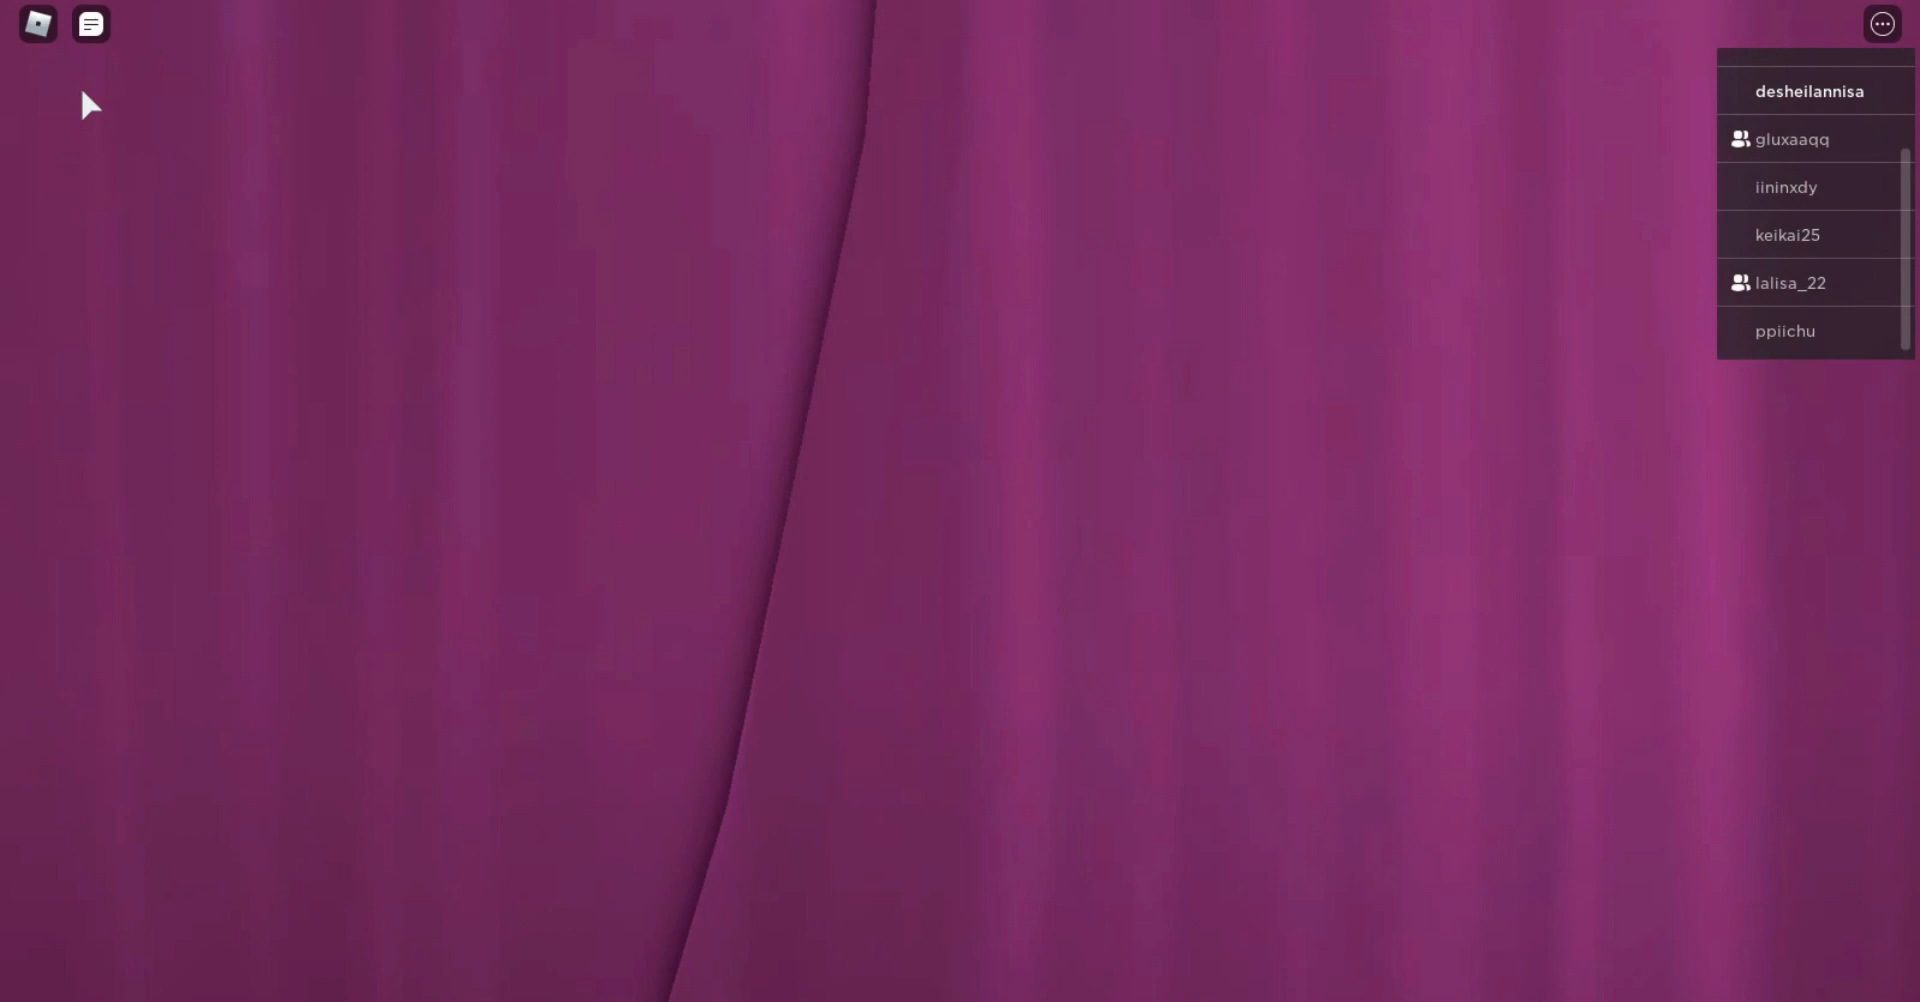 desheilannisa
gluxaaqq
iininxdy
keikai25
lalisa_22
ppiichu